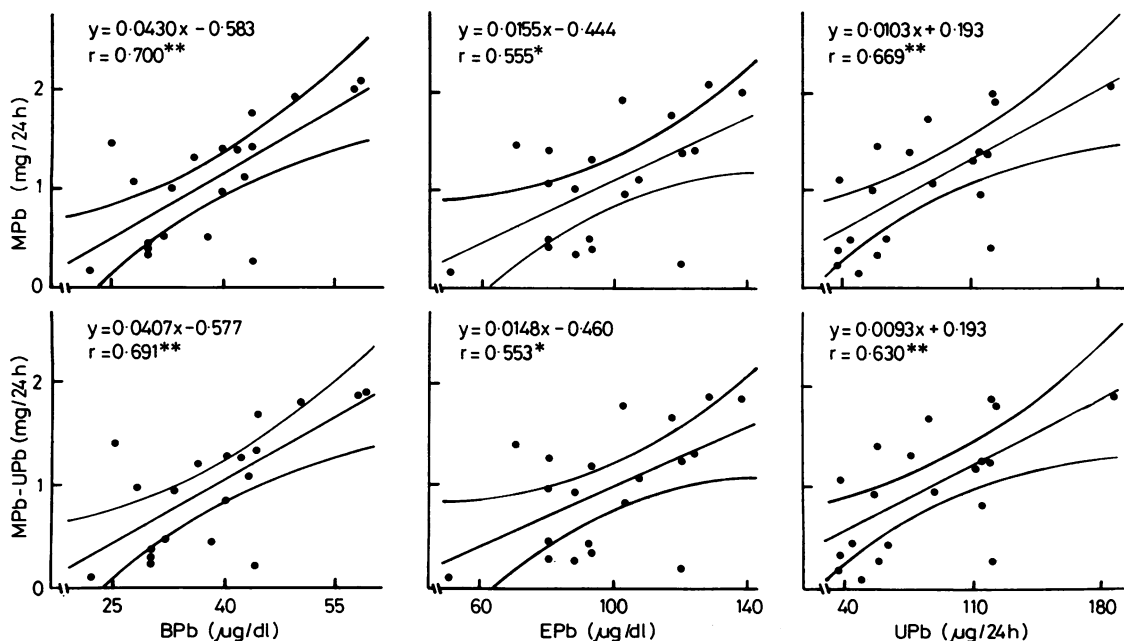 y = 0·0430x - 0·583
r = 0·700**
y = 0·0155x - 0·444
r = 0·555*
y = 0·0103x + 0·193
r = 0·669**
MPb (mg/24h)
2
1
0
y = 0·0407x - 0·577
r = 0·691**
y = 0·0148x - 0·460
r = 0·553*
y = 0·0093x + 0·193
r = 0·630**
MPb-UPb (mg/24h)
2
1
0
25 40 55
60 100 140
40 110 180
BPb (µg/dl)
EPb (µg/dl)
UPb (µg/24h)